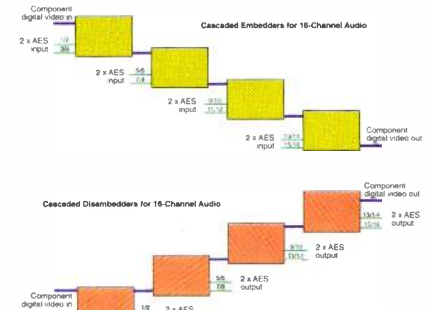 Component
digital video in
Cascaded Embedders for 16-Channel Audio
2 x AES
input
1/2
3/4
2 x AES
input
5/6
7/8
2 x AES
input
9/10
11/12
2 x AES
input
13/14
15/16
Component
digital video out
Component
digital video out
Cascaded Disembedders for 16-Channel Audio
13/14
15/16
2 x AES
output
9/10
11/12
2 x AES
output
5/6
7/8
2 x AES
output
Component
digital video in
1/2
2 x AES